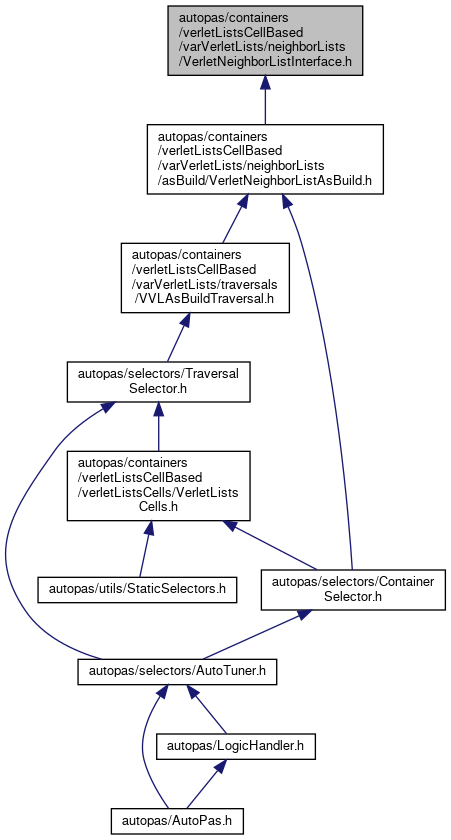 autopas/containers
/verletListsCellBased
/varVerletLists/neighborLists
/VerletNeighborListInterface.h
autopas/containers
/verletListsCellBased
/varVerletLists/neighborLists
/asBuild/VerletNeighborListAsBuild.h
autopas/containers
/verletListsCellBased
/varVerletLists/traversals
/VVLAsBuildTraversal.h
autopas/selectors/Traversal
Selector.h
autopas/containers
/verletListsCellBased
/verletListsCells/VerletLists
Cells.h
autopas/utils/StaticSelectors.h
autopas/selectors/Container
Selector.h
autopas/selectors/AutoTuner.h
autopas/LogicHandler.h
autopas/AutoPas.h